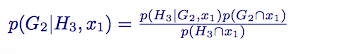 p(G₂|H₃, x₁) = p(H₃|G₂,x₁)p(G₂∩x₁) / p(H₃∩x₁)